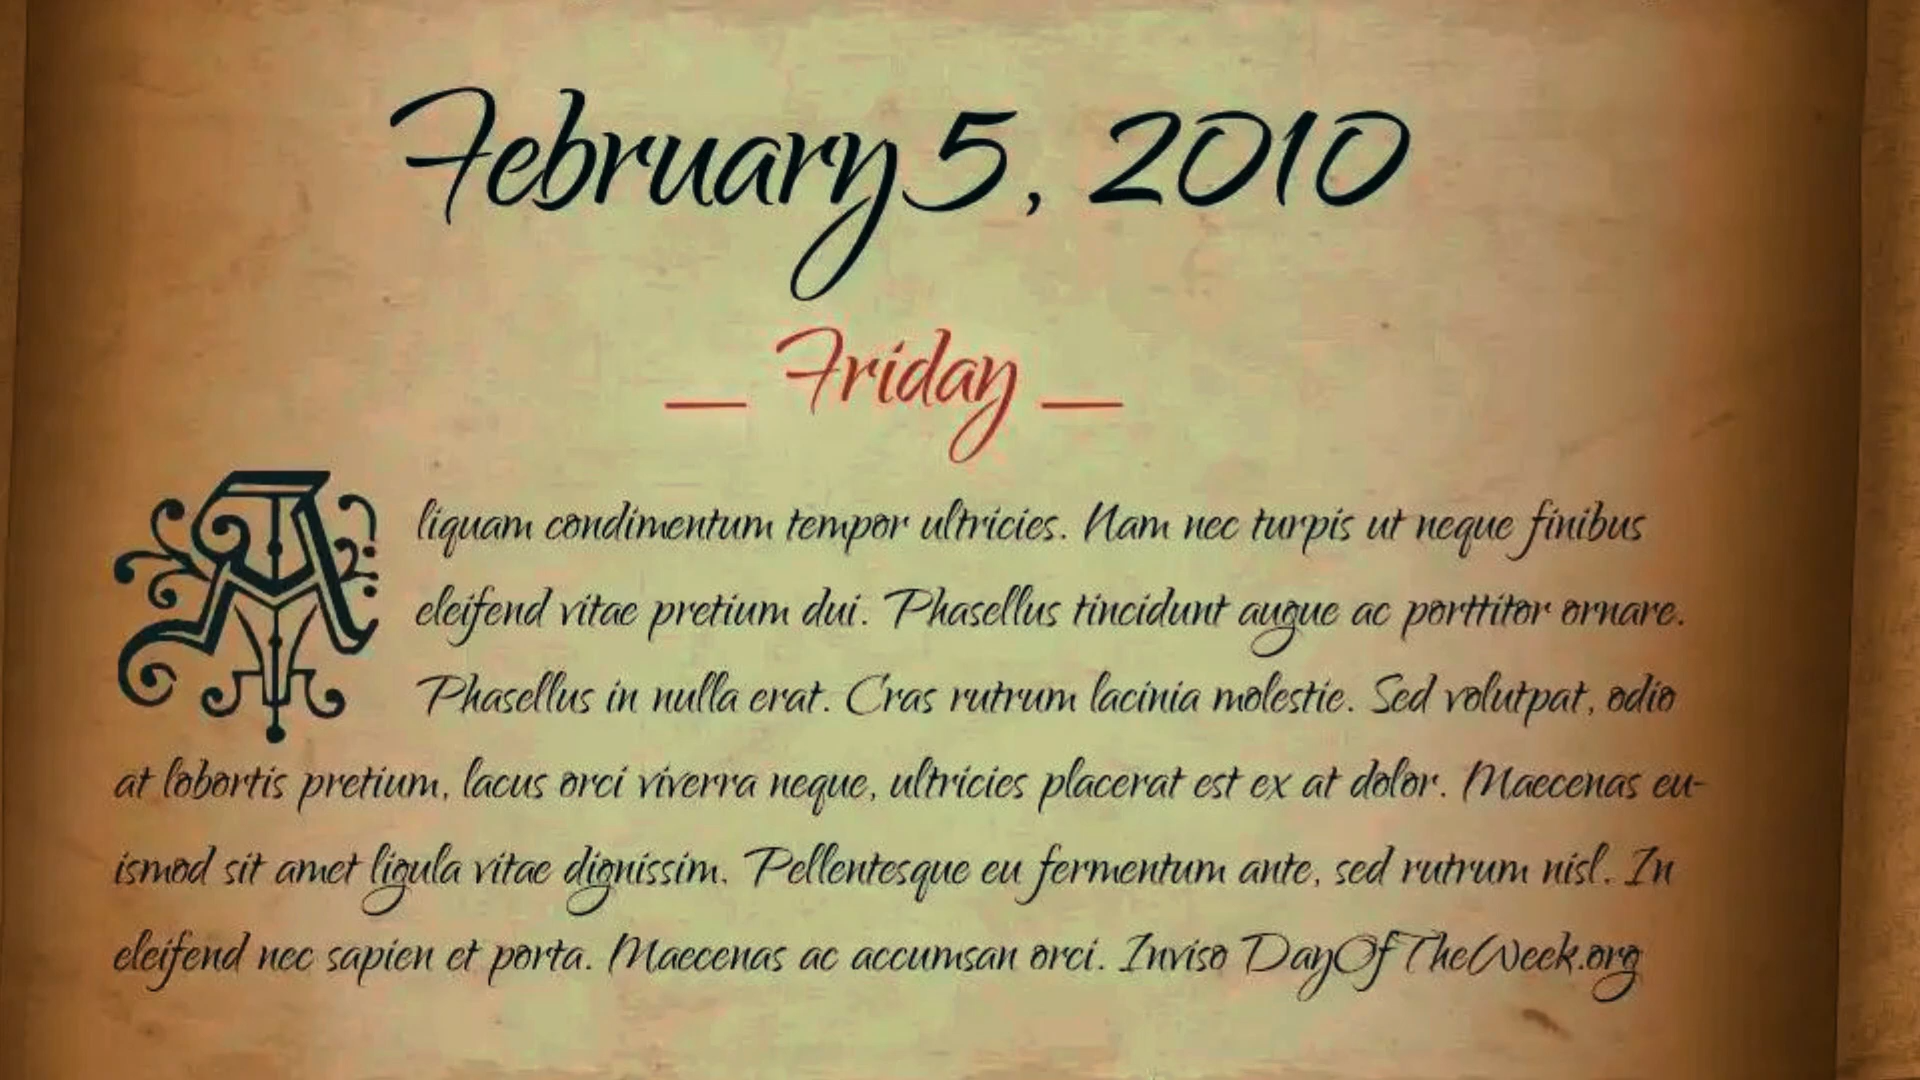 February 5, 2010
_ Friday _
Aliquam condimentum tempor ultricies. Nam nec turpis ut neque finibus
eleifend vitae pretium dui. Phasellus tincidunt augue ac porttitor ornare.
Phasellus in nulla erat. Cras rutrum lacinia molestie. Sed volutpat, odio
at lobortis pretium, lacus orci viverra neque, ultricies placerat est ex at dolor. Maecenas eu-
ismod sit amet ligula vitae dignissim. Pellentesque eu fermentum ante, sed rutrum nisl. In
eleifend nec sapien et porta. Maecenas ac accumsan orci. Inviso DayOfTheWeek.org